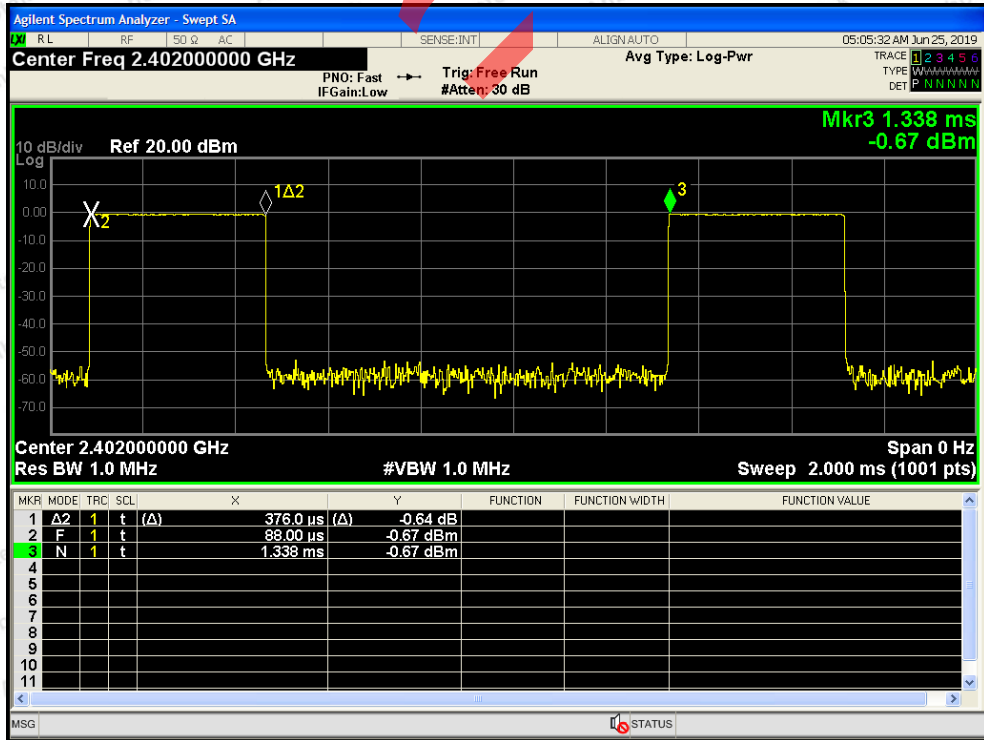 Agilent Spectrum Analyzer - Swept SA
LXI RL RF 50 Ω AC SENSE:INT ALIGNAUTO 05:05:32 AM Jun 25, 2019
Center Freq 2.402000000 GHz Avg Type: Log-Pwr TRACE 1 2 3 4 5 6
PNO: Fast Trig: Free Run TYPE WWWWWW
IFGain:Low #Atten: 30 dB DET P N N N N N
Mkr3 1.338 ms
10 dB/div Ref 20.00 dBm -0.67 dBm
Log
10.0
1Δ2 3
0.00
2
-10.0
-20.0
-30.0
-40.0
-50.0
-60.0
-70.0
Center 2.402000000 GHz Span 0 Hz
Res BW 1.0 MHz #VBW 1.0 MHz Sweep 2.000 ms (1001 pts)
MKR MODE TRC SCL X Y FUNCTION FUNCTION WIDTH FUNCTION VALUE
1 Δ2 1 t (Δ) 376.0 µs (Δ) -0.64 dB
2 F 1 t 88.00 µs -0.67 dBm
3 N 1 t 1.338 ms -0.67 dBm
4
5
6
7
8
9
10
11
MSG STATUS